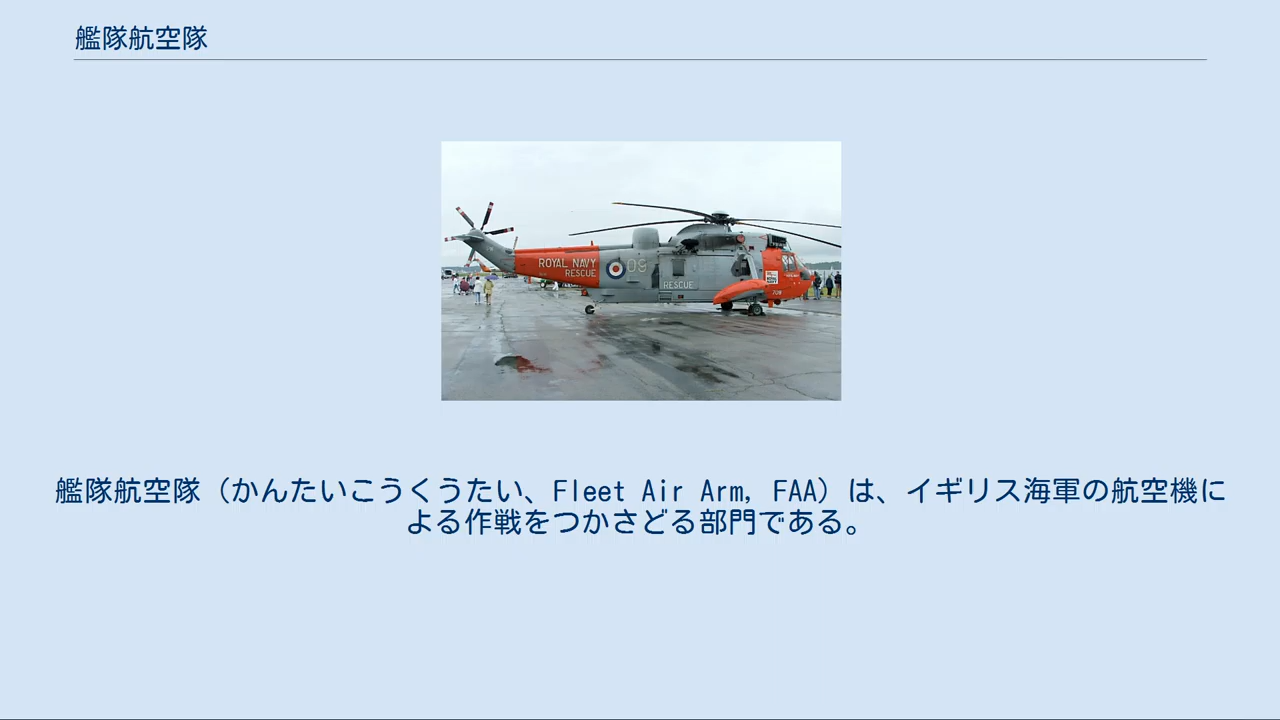 艦隊航空隊
ROYAL NAVY
RESCUE
09
RESCUE
艦隊航空隊（かんたいこうくうたい、Fleet Air Arm, FAA）は、イギリス海軍の航空機に
よる作戦をつかさどる部門である。